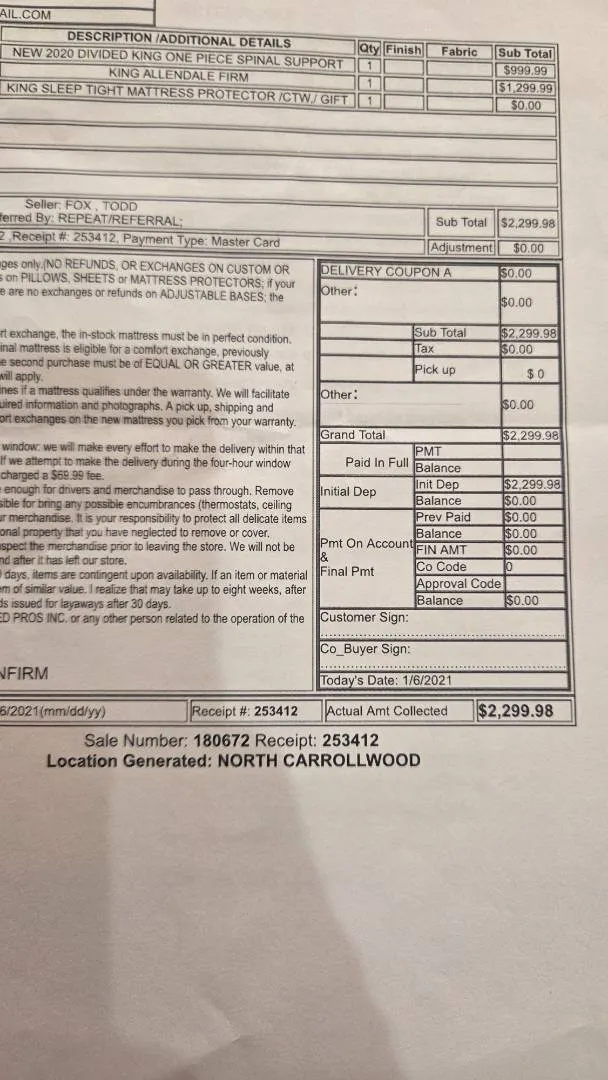 AIL.COM
DESCRIPTION /ADDITIONAL DETAILS Qty Finish Fabric Sub Total
NEW 2020 DIVIDED KING ONE PIECE SPINAL SUPPORT 1 $999.99
KING ALLENDALE FIRM 1 $1,299.99
KING SLEEP TIGHT MATTRESS PROTECTOR /CTW./ GIFT 1 $0.00
Seller: FOX , TODD
ferred By: REPEAT/REFERRAL; Sub Total $2,299.98
2 ,Receipt #: 253412, Payment Type: Master Card Adjustment $0.00
ges only.(NO REFUNDS, OR EXCHANGES ON CUSTOM OR
s on PILLOWS, SHEETS or MATTRESS PROTECTORS; if your
e are no exchanges or refunds on ADJUSTABLE BASES; the
rt exchange, the in-stock mattress must be in perfect condition.
inal mattress is eligible for a comfort exchange, previously
e second purchase must be of EQUAL OR GREATER value, at
will apply.
nes if a mattress qualifies under the warranty. We will facilitate
uired information and photographs. A pick up, shipping and
ort exchanges on the new mattress you pick from your warranty.
window: we will make every effort to make the delivery within that
If we attempt to make the delivery during the four-hour window
charged a $69.99 fee.
enough for drivers and merchandise to pass through. Remove
sible for bring any possible encumbrances (thermostats, ceiling
ur merchandise. It is your responsibility to protect all delicate items
onal property that you have neglected to remove or cover.
spect the merchandise prior to leaving the store. We will not be
nd after it has left our store.
days, items are contingent upon availability. If an item or material
em of similar value. I realize that may take up to eight weeks, after
ds issued for layaways after 30 days.
ED PROS INC. or any other person related to the operation of the
NFIRM
DELIVERY COUPON A $0.00
Other:
$0.00
Sub Total $2,299.98
Tax $0.00
Pick up $ 0
Other:
$0.00
Grand Total $2,299.98
Paid In Full PMT
Balance
Initial Dep Init Dep $2,299.98
Balance $0.00
Pmt On Account & Final Pmt Prev Paid $0.00
Balance $0.00
FIN AMT $0.00
Co Code 0
Approval Code
Balance $0.00
Customer Sign:
Co_Buyer Sign:
Today's Date: 1/6/2021
6/2021(mm/dd/yy) Receipt #: 253412 Actual Amt Collected $2,299.98
Sale Number: 180672 Receipt: 253412
Location Generated: NORTH CARROLLWOOD